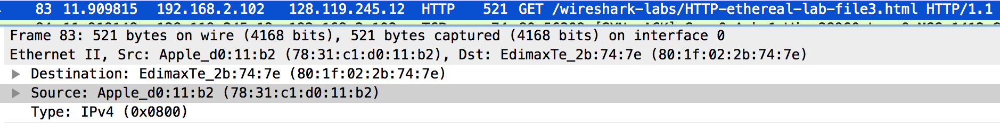 83 11.909815 192.168.2.102 128.119.245.12 HTTP 521 GET /wireshark-labs/HTTP-ethereal-lab-file3.html HTTP/1.1
Frame 83: 521 bytes on wire (4168 bits), 521 bytes captured (4168 bits) on interface 0
Ethernet II, Src: Apple_d0:11:b2 (78:31:c1:d0:11:b2), Dst: EdimaxTe_2b:74:7e (80:1f:02:2b:74:7e)
Destination: EdimaxTe_2b:74:7e (80:1f:02:2b:74:7e)
Source: Apple_d0:11:b2 (78:31:c1:d0:11:b2)
Type: IPv4 (0x0800)